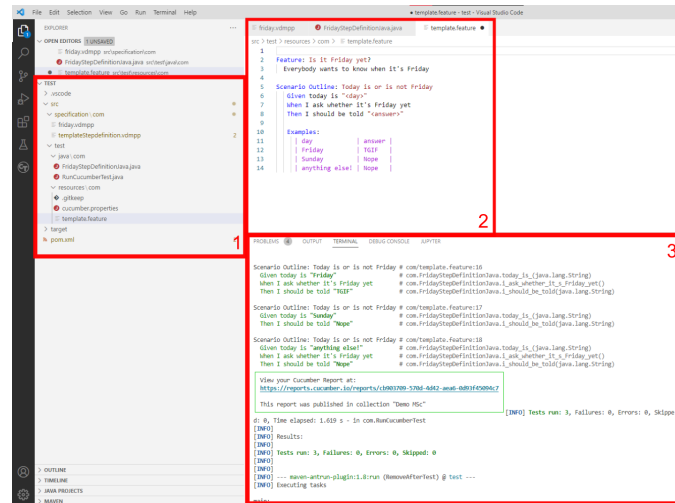 File Edit Selection View Go Run Terminal Help
● template.feature - test - Visual Studio Code
EXPLORER
OPEN EDITORS 1 UNSAVED
friday.vdmpp src\specification\com
FridayStepDefinitionJava.java src\test\java\com
template.feature src\test\resources\com
TEST
.vscode
src
specification \ com
friday.vdmpp
templateStepdefinition.vdmpp 2
test
java \ com
FridayStepDefinitionJava.java
RunCucumberTest.java
resources \ com
.gitkeep
cucumber.properties
template.feature
target
pom.xml
1
OUTLINE
TIMELINE
JAVA PROJECTS
MAVEN
friday.vdmpp FridayStepDefinitionJava.java template.feature ●
src > test > resources > com > template.feature
1
2 Feature: Is it Friday yet?
3 Everybody wants to know when it's Friday
4
5 Scenario Outline: Today is or is not Friday
6 Given today is "<day>"
7 When I ask whether it's Friday yet
8 Then I should be told "<answer>"
9
10 Examples:
11 | day | answer |
12 | Friday | TGIF |
13 | Sunday | Nope |
14 | anything else! | Nope |
2
PROBLEMS 4 OUTPUT TERMINAL DEBUG CONSOLE JUPYTER
3
Scenario Outline: Today is or is not Friday # com/template.feature:16
Given today is "Friday" # com.FridayStepDefinitionJava.today_is_(java.lang.String)
When I ask whether it's Friday yet # com.FridayStepDefinitionJava.i_ask_whether_it_s_Friday_yet()
Then I should be told "TGIF" # com.FridayStepDefinitionJava.i_should_be_told(java.lang.String)
Scenario Outline: Today is or is not Friday # com/template.feature:17
Given today is "Sunday" # com.FridayStepDefinitionJava.today_is_(java.lang.String)
Then I should be told "Nope" # com.FridayStepDefinitionJava.i_should_be_told(java.lang.String)
Scenario Outline: Today is or is not Friday # com/template.feature:18
Given today is "anything else!" # com.FridayStepDefinitionJava.today_is_(java.lang.String)
When I ask whether it's Friday yet # com.FridayStepDefinitionJava.i_ask_whether_it_s_Friday_yet()
Then I should be told "Nope" # com.FridayStepDefinitionJava.i_should_be_told(java.lang.String)
View your Cucumber Report at:
https://reports.cucumber.io/reports/cb903709-570d-4d42-aea6-0d93f45094c7
This report was published in collection "Demo MSc"
[INFO] Tests run: 3, Failures: 0, Errors: 0, Skippe
d: 0, Time elapsed: 1.619 s - in com.RunCucumberTest
[INFO]
[INFO] Results:
[INFO]
[INFO] Tests run: 3, Failures: 0, Errors: 0, Skipped: 0
[INFO]
[INFO]
[INFO] --- maven-antrun-plugin:1.8:run (RemoveAfterTest) @ test ---
[INFO] Executing tasks